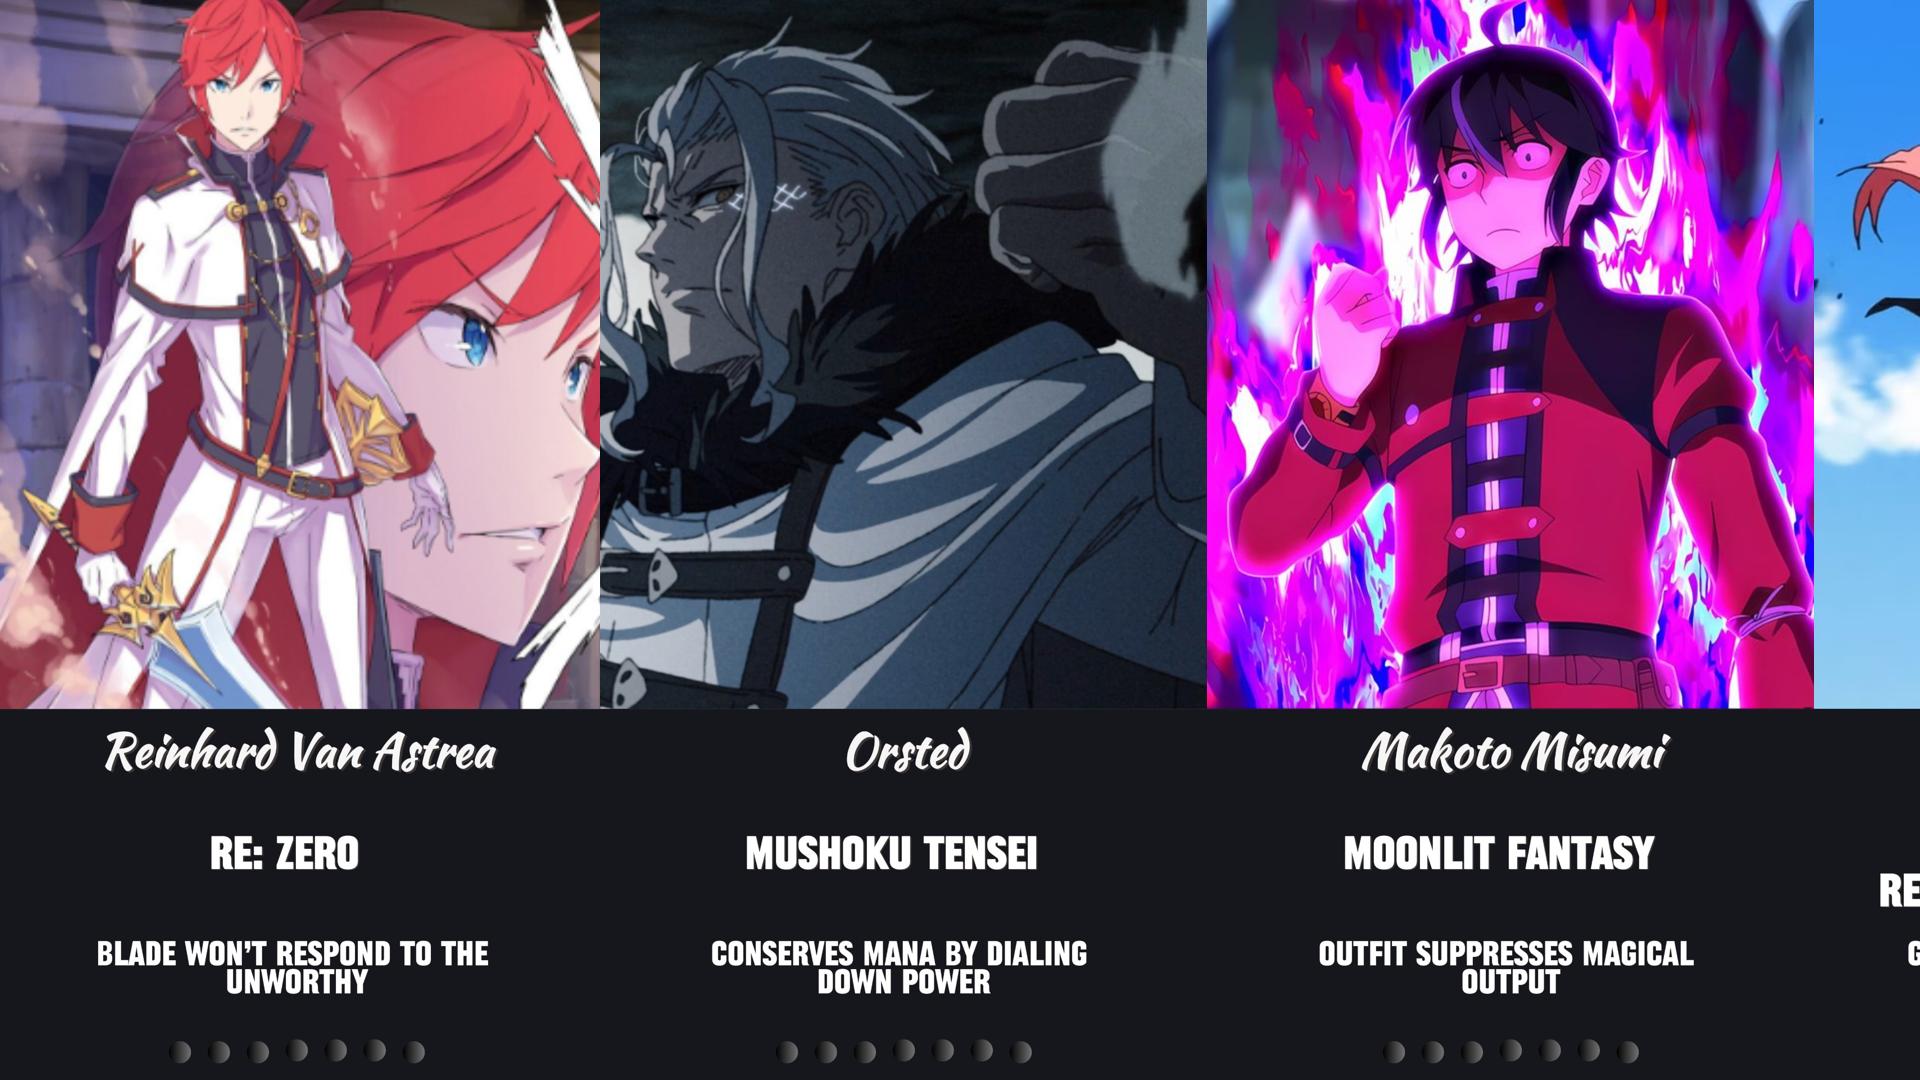 Reinhard Van Astrea
RE: ZERO
BLADE WON'T RESPOND TO THE
UNWORTHY
Orsted
MUSHOKU TENSEI
CONSERVES MANA BY DIALING
DOWN POWER
Makoto Misumi
MOONLIT FANTASY
OUTFIT SUPPRESSES MAGICAL
OUTPUT
RE